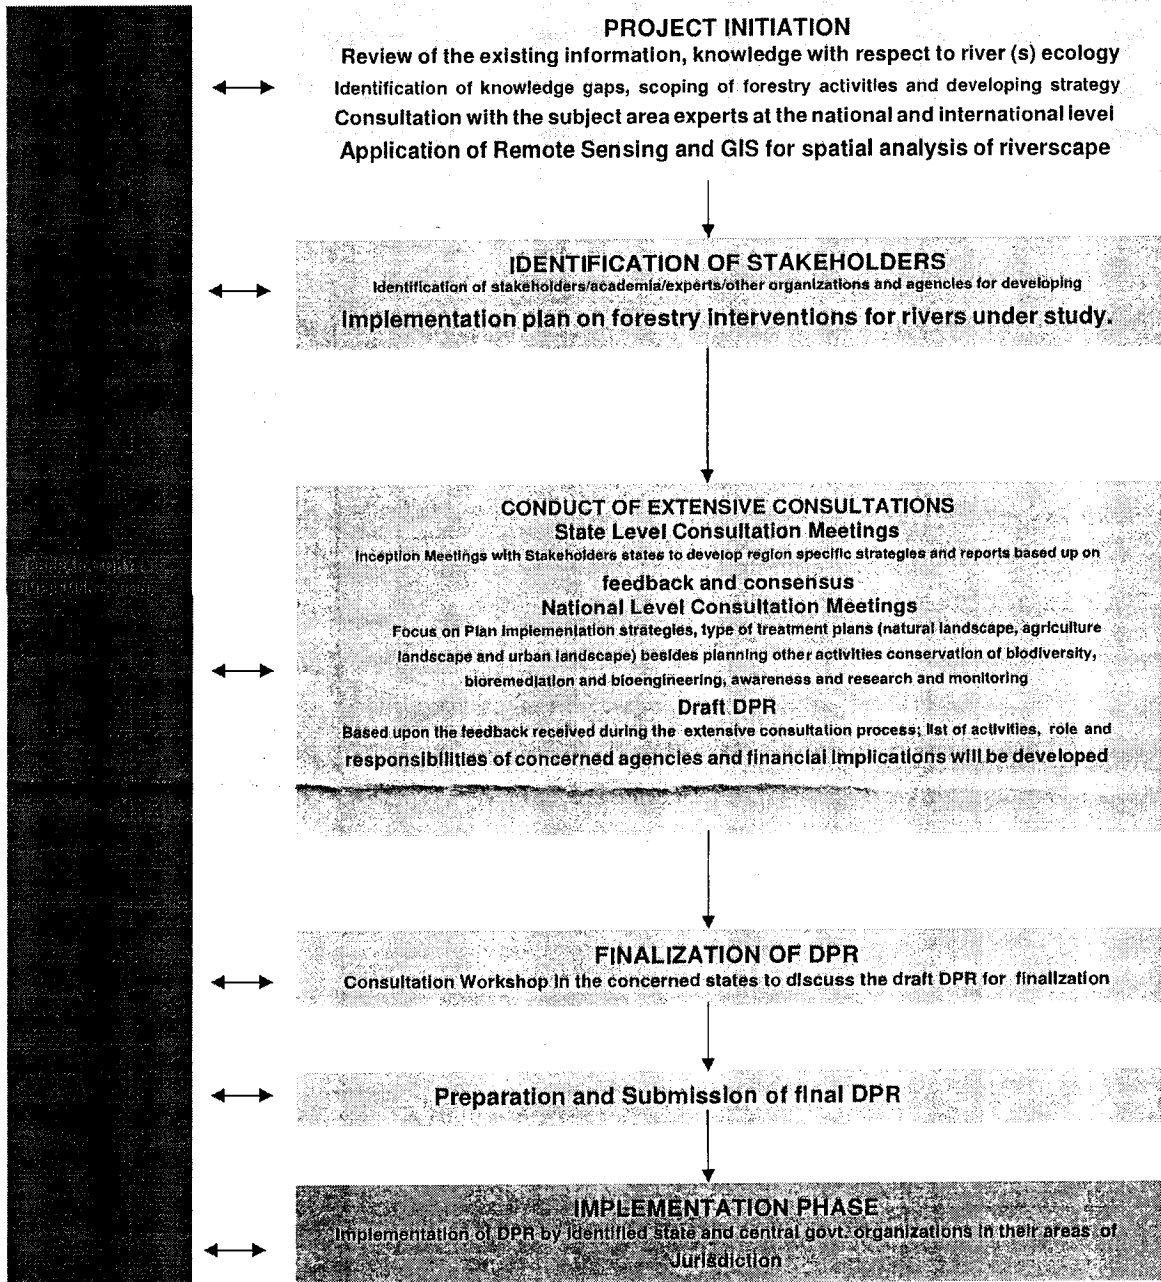 PROJECT INITIATION
Review of the existing information, knowledge with respect to river (s) ecology
Identification of knowledge gaps, scoping of forestry activities and developing strategy
Consultation with the subject area experts at the national and international level
Application of Remote Sensing and GIS for spatial analysis of riverscape
IDENTIFICATION OF STAKEHOLDERS
Identification of stakeholders/academia/experts/other organizations and agencies for developing
Implementation plan on forestry interventions for rivers under study.
CONDUCT OF EXTENSIVE CONSULTATIONS
State Level Consultation Meetings
Inception Meetings with Stakeholders states to develop region specific strategies and reports based up on
feedback and consensus
National Level Consultation Meetings
Focus on Plan implementation strategies, type of treatment plans (natural landscape, agriculture
landscape and urban landscape) besides planning other activities conservation of biodiversity,
bioremediation and bioengineering, awareness and research and monitoring
Draft DPR
Based upon the feedback received during the extensive consultation process; list of activities, role and
responsibilities of concerned agencies and financial implications will be developed
FINALIZATION OF DPR
Consultation Workshop in the concerned states to discuss the draft DPR for finalization
Preparation and Submission of final DPR
IMPLEMENTATION PHASE
Implementation of DPR by identified state and central govt. organizations in their areas of
Jurisdiction